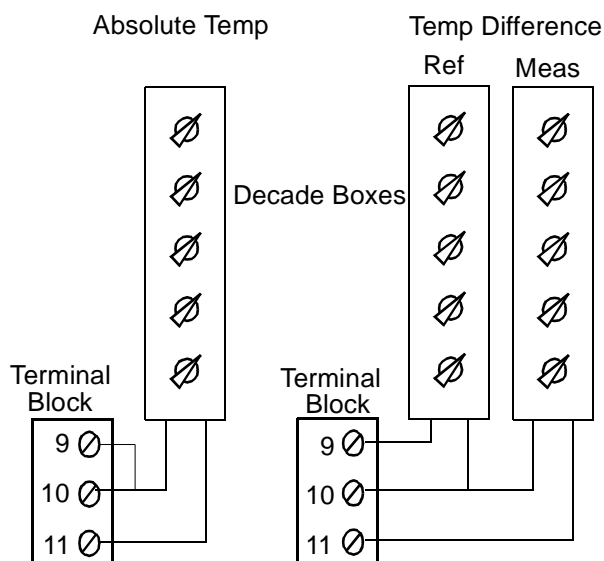 Absolute Temp
Temp Difference
Ref
Meas
Decade Boxes
Terminal
Block
9
10
11
Terminal
Block
9
10
11